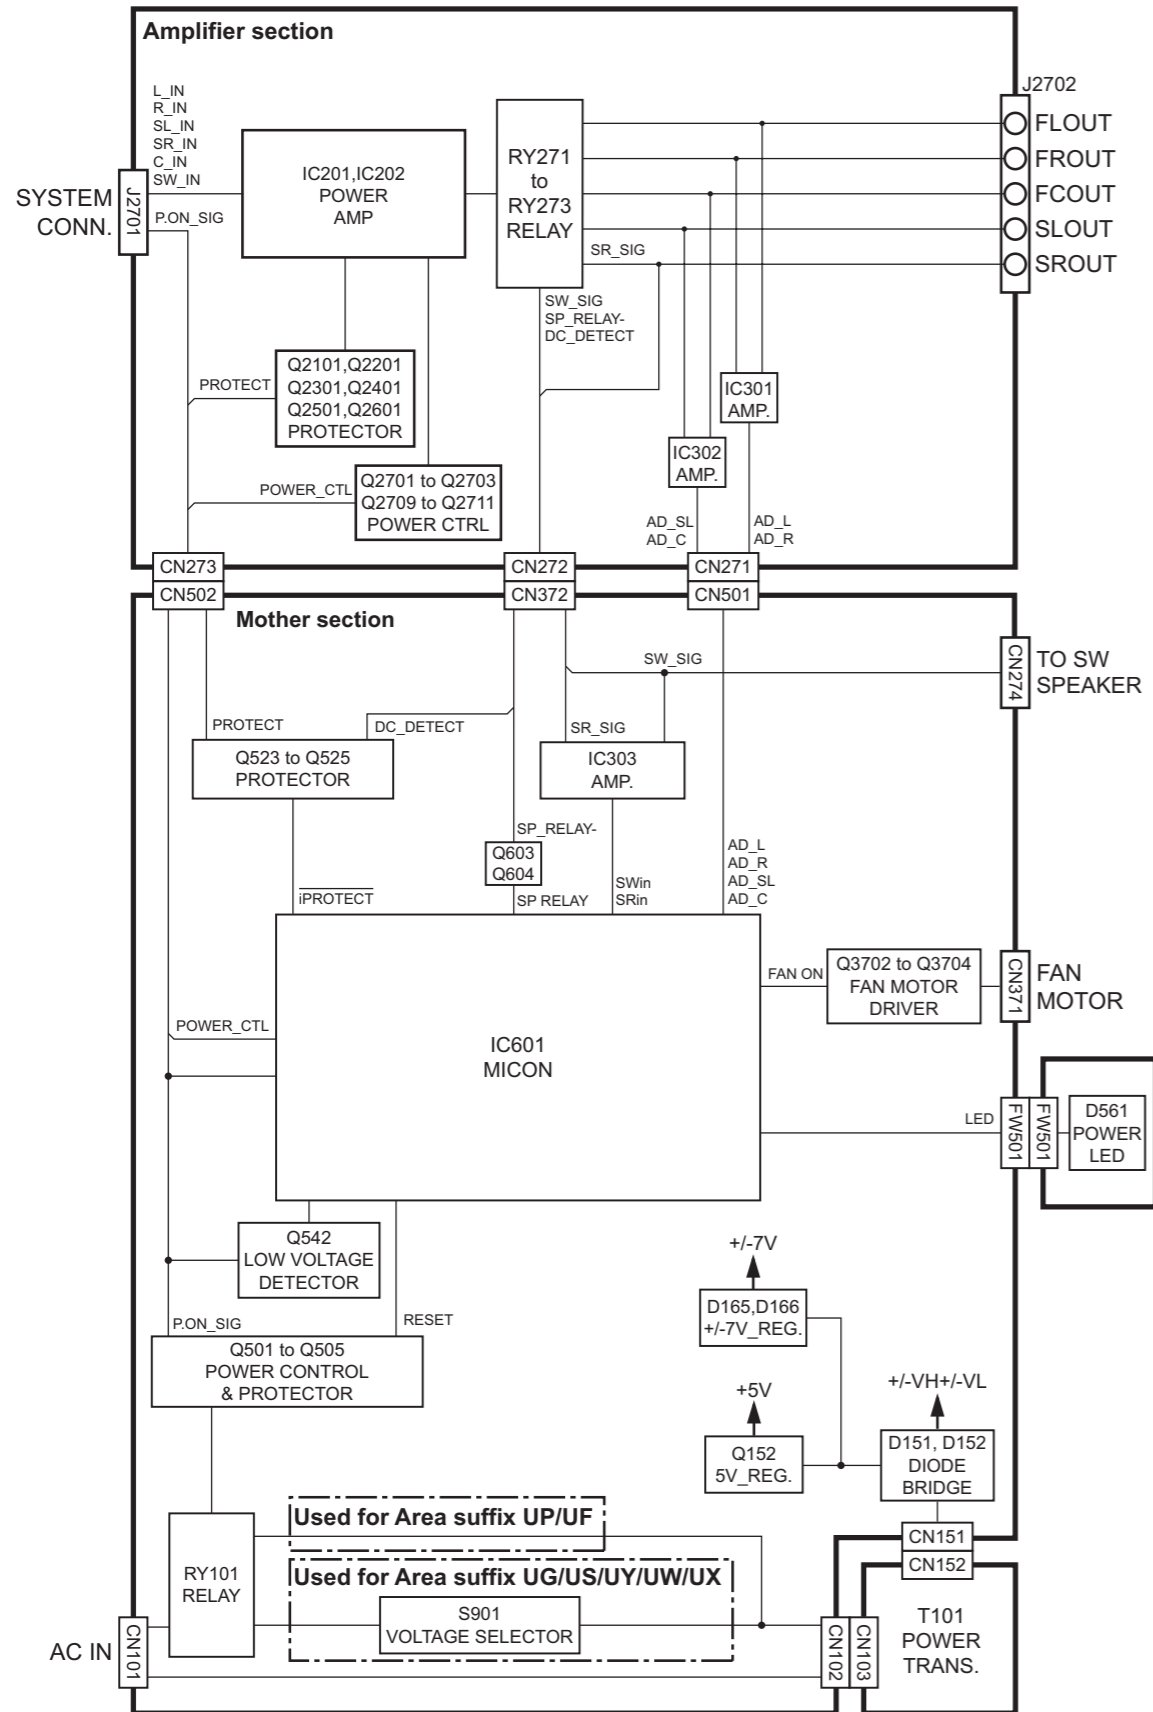 Amplifier section
L_IN
R_IN
SL_IN
SR_IN
C_IN
SW_IN
P.ON_SIG
SYSTEM
CONN.
J2701
IC201,IC202
POWER
AMP
RY271
to
RY273
RELAY
J2702
FLOUT
FROUT
FCOUT
SLOUT
SROUT
SR_SIG
SW_SIG
SP_RELAY-
DC_DETECT
PROTECT
Q2101,Q2201
Q2301,Q2401
Q2501,Q2601
PROTECTOR
POWER_CTL
Q2701 to Q2703
Q2709 to Q2711
POWER CTRL
IC301
AMP.
IC302
AMP.
AD_SL
AD_C
AD_L
AD_R
CN273
CN272
CN271
CN502
CN372
CN501
Mother section
SW_SIG
CN274
TO SW
SPEAKER
PROTECT
DC_DETECT
SR_SIG
Q523 to Q525
PROTECTOR
IC303
AMP.
SP_RELAY-
Q603
Q604
SP RELAY
iPROTECT
SWin
SRin
AD_L
AD_R
AD_SL
AD_C
IC601
MICON
POWER_CTL
FAN ON
Q3702 to Q3704
FAN MOTOR
DRIVER
CN371
FAN
MOTOR
LED
FW501
FW501
D561
POWER
LED
Q542
LOW VOLTAGE
DETECTOR
P.ON_SIG
RESET
Q501 to Q505
POWER CONTROL
& PROTECTOR
+/-7V
D165,D166
+/-7V_REG.
+5V
Q152
5V_REG.
+/-VH+/-VL
D151, D152
DIODE
BRIDGE
CN151
CN152
RY101
RELAY
Used for Area suffix UP/UF
Used for Area suffix UG/US/UY/UW/UX
S901
VOLTAGE SELECTOR
AC IN
CN101
CN102
CN103
T101
POWER
TRANS.